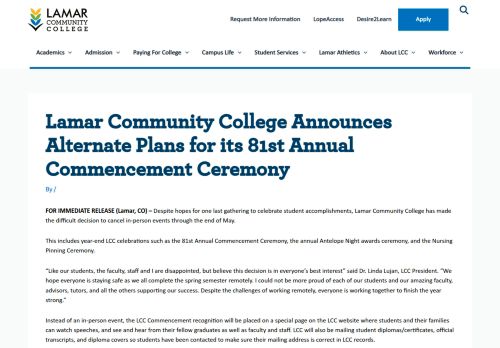 LAMAR
COMMUNITY
COLLEGE
Request More Information LopeAccess Desire2Learn Apply
Academics Admission Paying For College Campus Life Student Services Lamar Athletics About LCC Workforce
Lamar Community College Announces
Alternate Plans for its 81st Annual
Commencement Ceremony
By /
FOR IMMEDIATE RELEASE (Lamar, CO) – Despite hopes for one last gathering to celebrate student accomplishments, Lamar Community College has made
the difficult decision to cancel in-person events through the end of May.
This includes year-end LCC celebrations such as the 81st Annual Commencement Ceremony, the annual Antelope Night awards ceremony, and the Nursing
Pinning Ceremony.
“Like our students, the faculty, staff and I are disappointed, but believe this decision is in everyone’s best interest” said Dr. Linda Lujan, LCC President. “We
hope everyone is staying safe as we all complete the spring semester remotely. I could not be more proud of each of our students and our amazing faculty,
advisors, tutors, and all the others supporting our success. Despite the challenges of working remotely, everyone is working together to finish the year
strong.”
Instead of an in-person event, the LCC Commencement recognition will be placed on a special page on the LCC website where students and their families
can watch speeches, and see and hear from their fellow graduates as well as faculty and staff. LCC will also be mailing student diplomas/certificates, official
transcripts, and diploma covers so students have been contacted to make sure their mailing address is correct in LCC records.